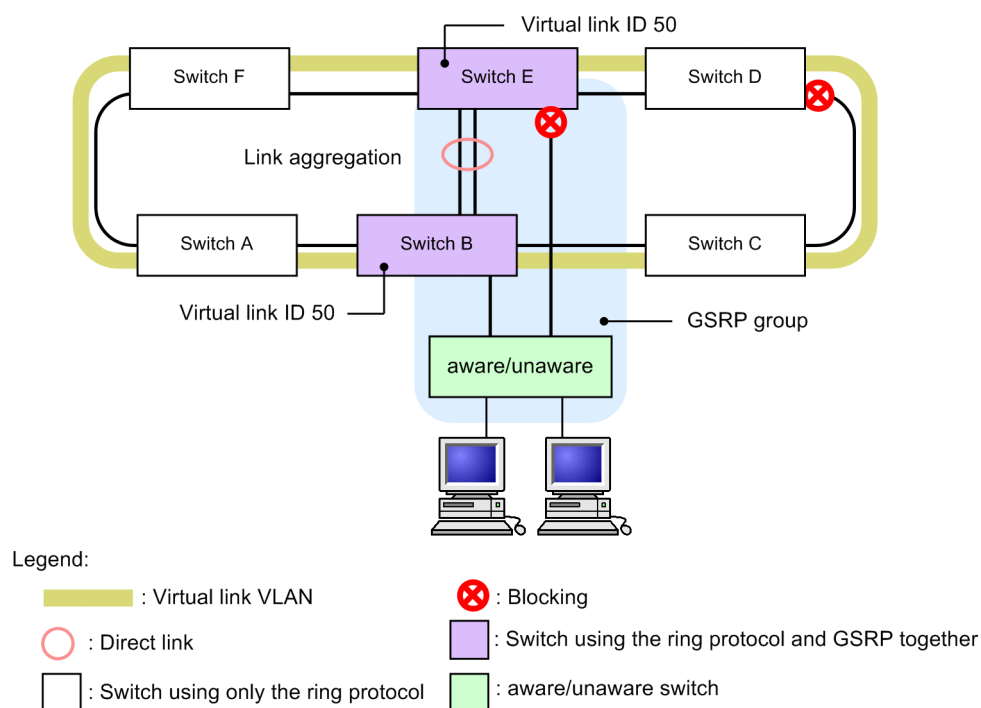 Virtual link ID 50
Switch F
Switch E
Switch D
Link aggregation
Switch A
Switch B
Switch C
Virtual link ID 50
GSRP group
aware/unaware
Legend:
: Virtual link VLAN
: Blocking
: Direct link
: Switch using the ring protocol and GSRP together
: Switch using only the ring protocol
: aware/unaware switch